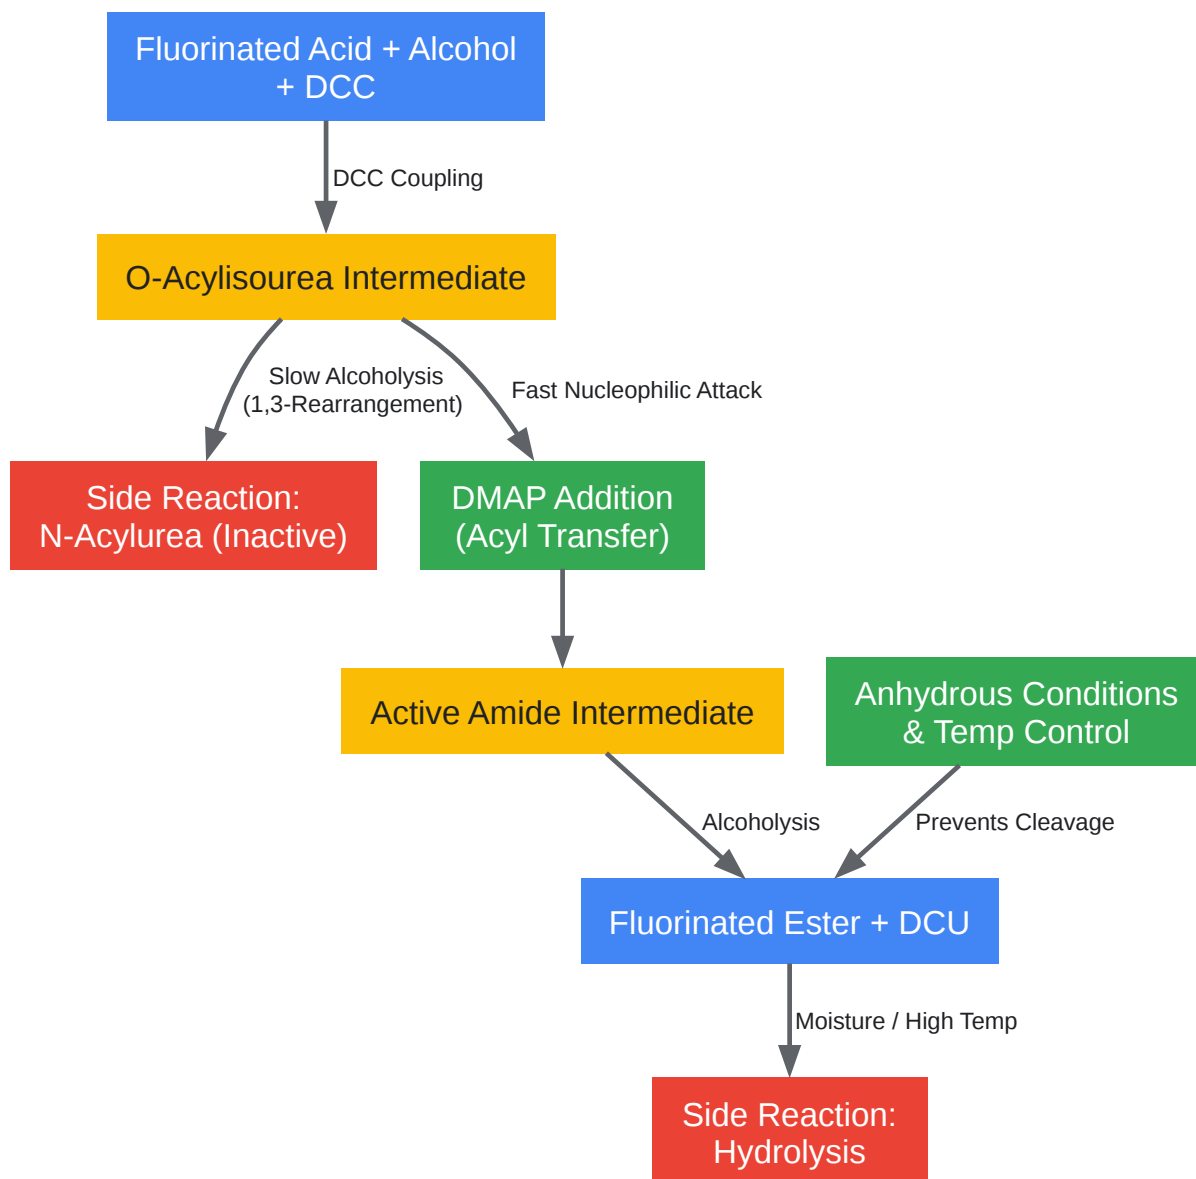 Fluorinated Acid + Alcohol
+ DCC
DCC Coupling
O-Acylisourea Intermediate
Slow Alcoholysis
(1,3-Rearrangement)
Fast Nucleophilic Attack
Side Reaction:
N-Acylurea (Inactive)
DMAP Addition
(Acyl Transfer)
Active Amide Intermediate
Anhydrous Conditions
& Temp Control
Alcoholysis
Prevents Cleavage
Fluorinated Ester + DCU
Moisture / High Temp
Side Reaction:
Hydrolysis